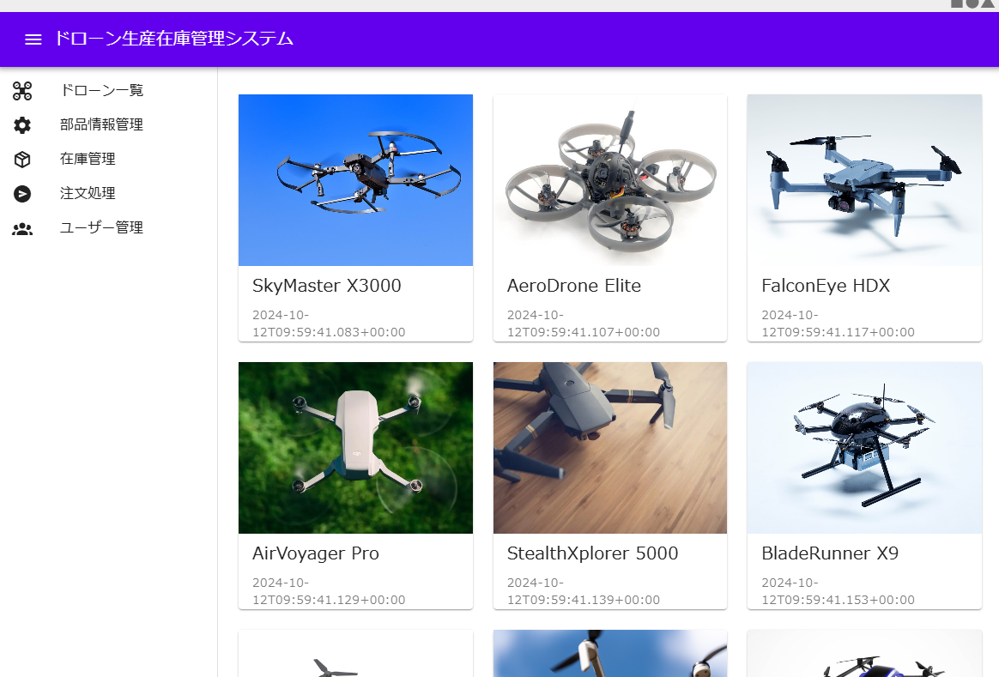 ドローン生産在庫管理システム
ドローン一覧
部品情報管理
在庫管理
注文処理
ユーザー管理
SkyMaster X3000
2024-10-
12T09:59:41.083+00:00
AeroDrone Elite
2024-10-
12T09:59:41.107+00:00
FalconEye HDX
2024-10-
12T09:59:41.117+00:00
AirVoyager Pro
2024-10-
12T09:59:41.129+00:00
StealthXplorer 5000
2024-10-
12T09:59:41.139+00:00
BladeRunner X9
2024-10-
12T09:59:41.153+00:00